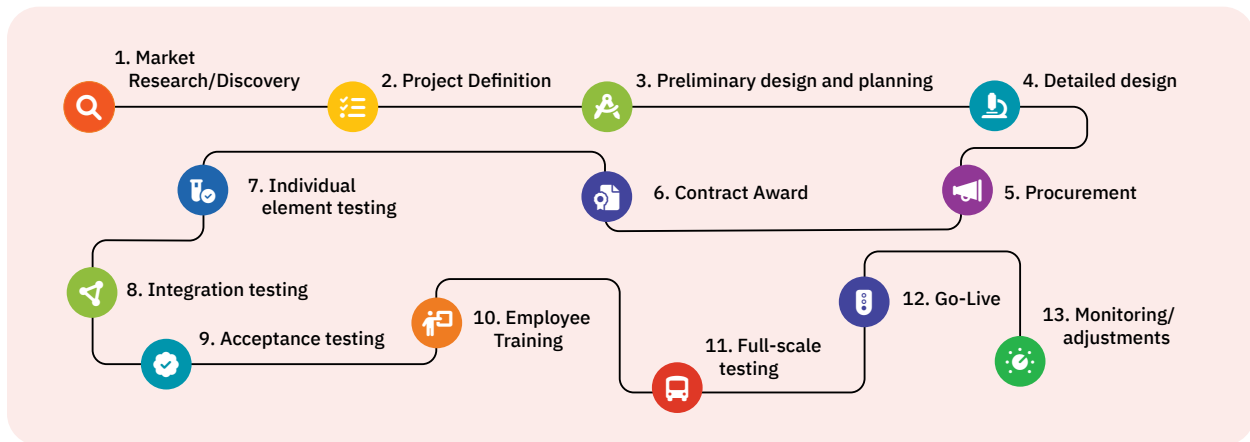 1. Market
Research/Discovery
2. Project Definition
3. Preliminary design and planning
4. Detailed design
5. Procurement
6. Contract Award
7. Individual
element testing
8. Integration testing
9. Acceptance testing
10. Employee
Training
11. Full-scale
testing
12. Go-Live
13. Monitoring/
adjustments